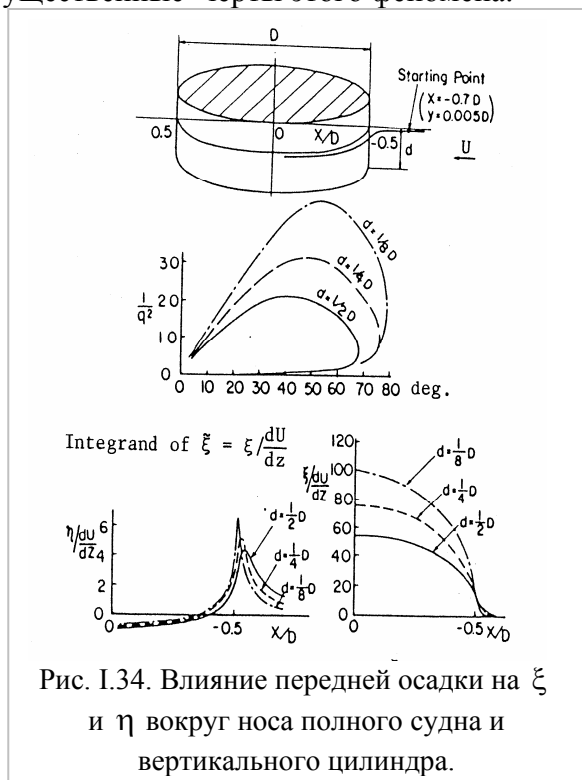 ущественные черты этого феномена.
D
Starting Point
(X=-0.7D
y=0.005D)
0.5 0 X/D -0.5 d U
d=1/8D
d=1/4D
d=1/2D
1/q²
30
20
10
0
0 10 20 30 40 50 60 70 80 deg.
Integrand of ξ̃ = ξ/dU/dz
η/dU/dz
6
4
2
0
d=1/2D
d=1/4D
d=1/8D
0 -0.5 X/D
ξ/dU/dz
120
100
80
60
40
20
0
d=1/8D
d=1/4D
d=1/2D
0 -0.5 X/D
Рис. I.34. Влияние передней осадки на ξ
и η вокруг носа полного судна и
вертикального цилиндра.